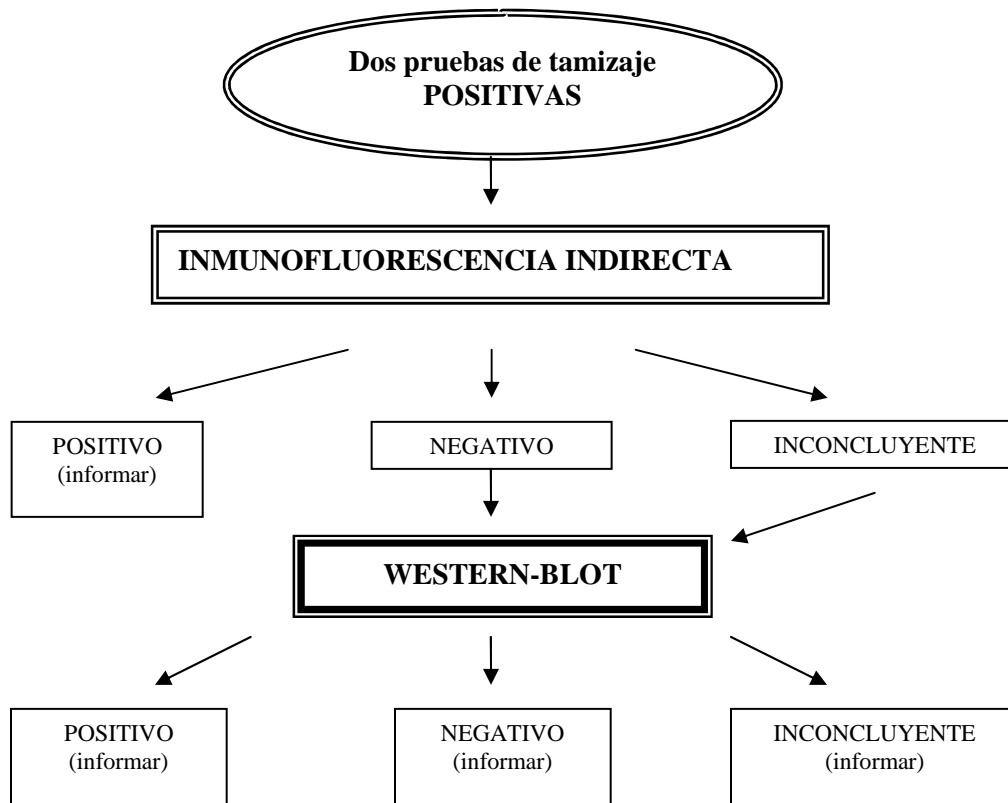 Dos pruebas de tamizaje
POSITIVAS
INMUNOFLUORESCENCIA INDIRECTA
POSITIVO
(informar)
NEGATIVO
INCONCLUYENTE
WESTERN-BLOT
POSITIVO
(informar)
NEGATIVO
(informar)
INCONCLUYENTE
(informar)